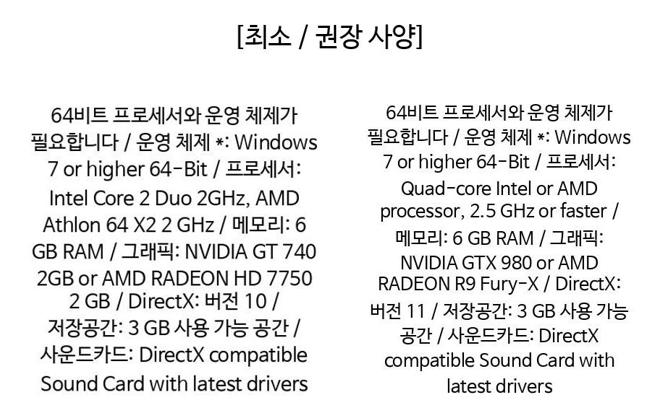 [최소 / 권장 사양]
64비트 프로세서와 운영 체제가
필요합니다 / 운영 체제 *: Windows
7 or higher 64-Bit / 프로세서:
Intel Core 2 Duo 2GHz, AMD
Athlon 64 X2 2 GHz / 메모리: 6
GB RAM / 그래픽: NVIDIA GT 740
2GB or AMD RADEON HD 7750
2 GB / DirectX: 버전 10 /
저장공간: 3 GB 사용 가능 공간 /
사운드카드: DirectX compatible
Sound Card with latest drivers
64비트 프로세서와 운영 체제가
필요합니다 / 운영 체제 *: Windows
7 or higher 64-Bit / 프로세서:
Quad-core Intel or AMD
processor, 2.5 GHz or faster /
메모리: 6 GB RAM / 그래픽:
NVIDIA GTX 980 or AMD
RADEON R9 Fury-X / DirectX:
버전 11 / 저장공간: 3 GB 사용 가능
공간 / 사운드카드: DirectX
compatible Sound Card with
latest drivers